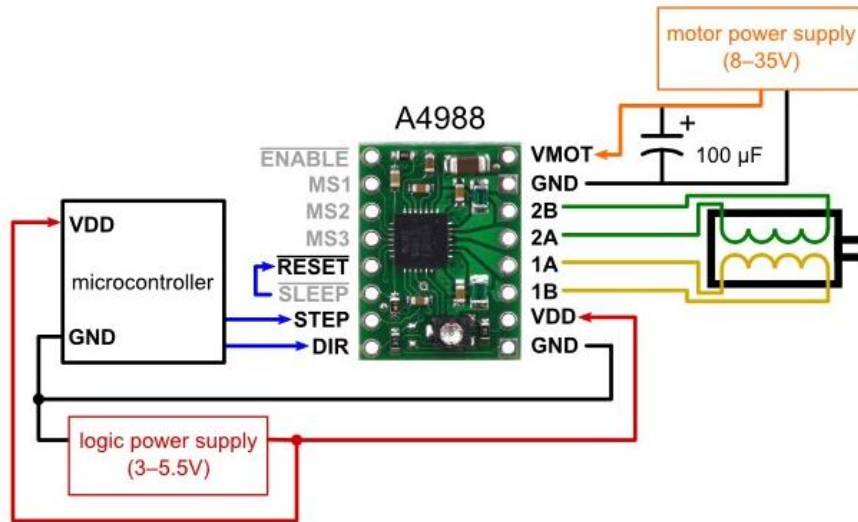 motor power supply
(8–35V)
A4988
ENABLE
VMOT
+
100 µF
MS1
GND
MS2
2B
MS3
2A
RESET
1A
SLEEP
1B
STEP
VDD
DIR
GND
VDD
microcontroller
GND
logic power supply
(3–5.5V)